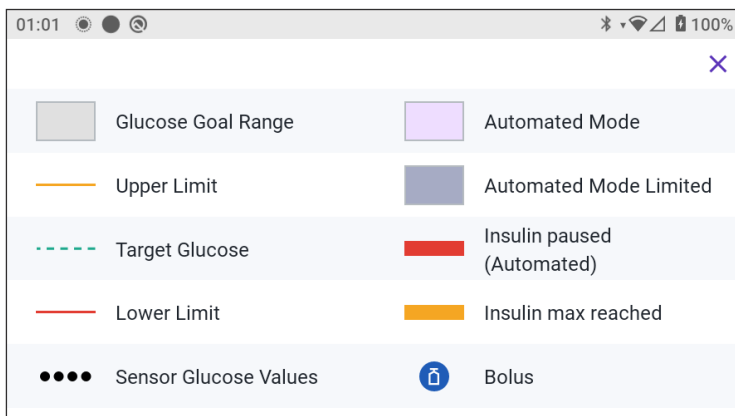 01:01
100%
Glucose Goal Range
Automated Mode
Upper Limit
Automated Mode Limited
Target Glucose
Insulin paused
(Automated)
Lower Limit
Insulin max reached
Sensor Glucose Values
Bolus